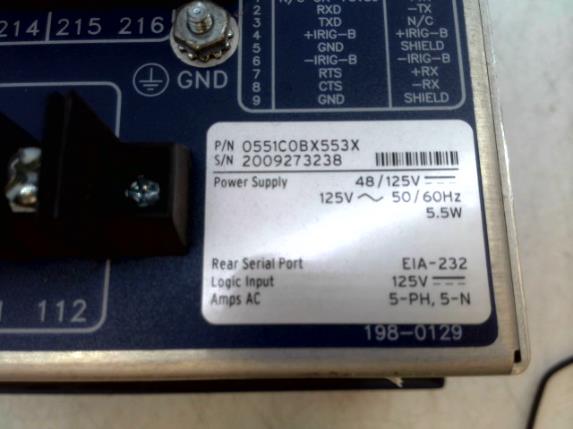 214 215 216
GND
2 RXD -TX
3 TXD N/C
4 +IRIG-B +IRIG-B
5 GND SHIELD
6 -IRIG-B -IRIG-B
7 RTS +RX
8 CTS -RX
9 GND SHIELD
P/N 0551C0BX553X
S/N 2009273238
Power Supply 48/125V ⎓
125V ~ 50/60Hz
5.5W
Rear Serial Port EIA-232
Logic Input 125V ⎓
Amps AC 5-PH, 5-N
112
198-0129